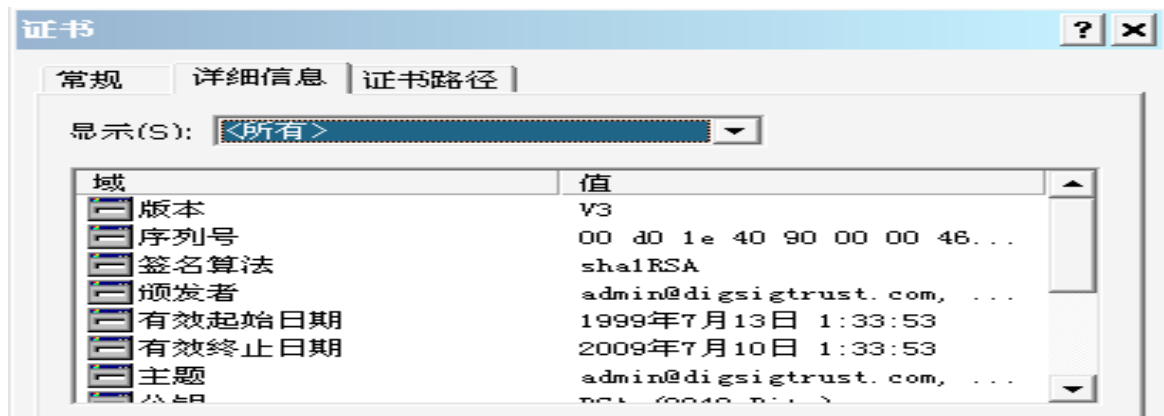 证书
常规 详细信息 证书路径
显示(S): <所有>
域 值
版本 V3
序列号 00 d0 1e 40 90 00 00 46...
签名算法 sha1RSA
颁发者 admin@digsigtrust.com, ...
有效起始日期 1999年7月13日 1:33:53
有效终止日期 2009年7月10日 1:33:53
主题 admin@digsigtrust.com, ...